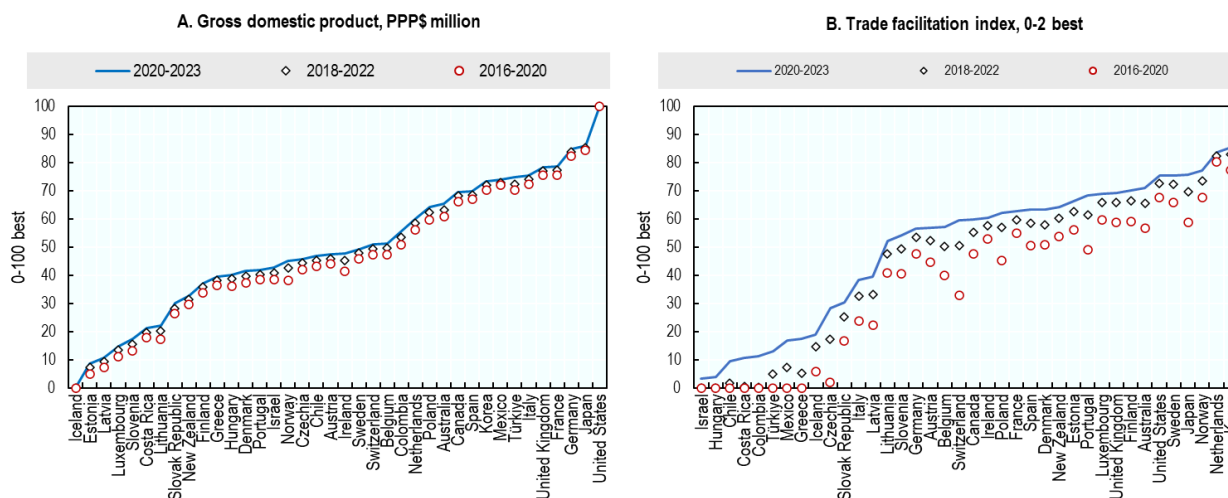 A. Gross domestic product, PPP$ million
2020-2023
2018-2022
2016-2020
0-100 best
100
90
80
70
60
50
40
30
20
10
0
Iceland
Estonia
Latvia
Luxembourg
Slovenia
Costa Rica
Lithuania
Slovak Republic
New Zealand
Finland
Greece
Hungary
Denmark
Portugal
Israel
Norway
Czechia
Chile
Austria
Ireland
Sweden
Switzerland
Belgium
Colombia
Netherlands
Poland
Australia
Canada
Spain
Korea
Mexico
Türkiye
Italy
United Kingdom
France
Germany
Japan
United States
B. Trade facilitation index, 0-2 best
2020-2023
2018-2022
2016-2020
0-100 best
100
90
80
70
60
50
40
30
20
10
0
Israel
Hungary
Chile
Costa Rica
Colombia
Türkiye
Mexico
Greece
Iceland
Czechia
Slovak Republic
Italy
Latvia
Lithuania
Slovenia
Germany
Austria
Belgium
Switzerland
Canada
Ireland
Poland
France
Spain
Denmark
New Zealand
Estonia
Portugal
Luxembourg
United Kingdom
Finland
Australia
United States
Sweden
Japan
Norway
Netherlands